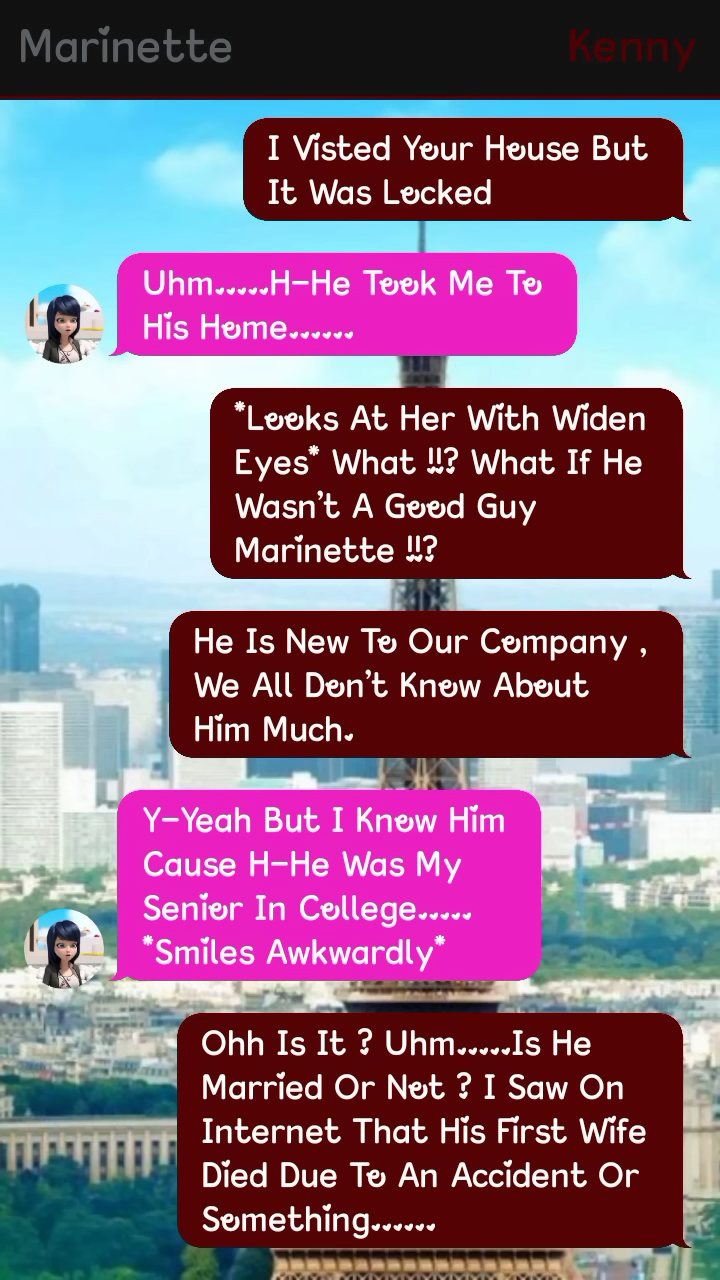 Marinette
Kenny
I Visted Your House But
It Was Locked
Uhm.....H-He Took Me To
His Home......
*Looks At Her With Widen
Eyes* What !!? What If He
Wasn't A Good Guy
Marinette !!?
He Is New To Our Company ,
We All Don't Know About
Him Much.
Y-Yeah But I Knew Him
Cause H-He Was My
Senior In College.....
*Smiles Awkwardly*
Ohh Is It ? Uhm.....Is He
Married Or Not ? I Saw On
Internet That His First Wife
Died Due To An Accident Or
Something......